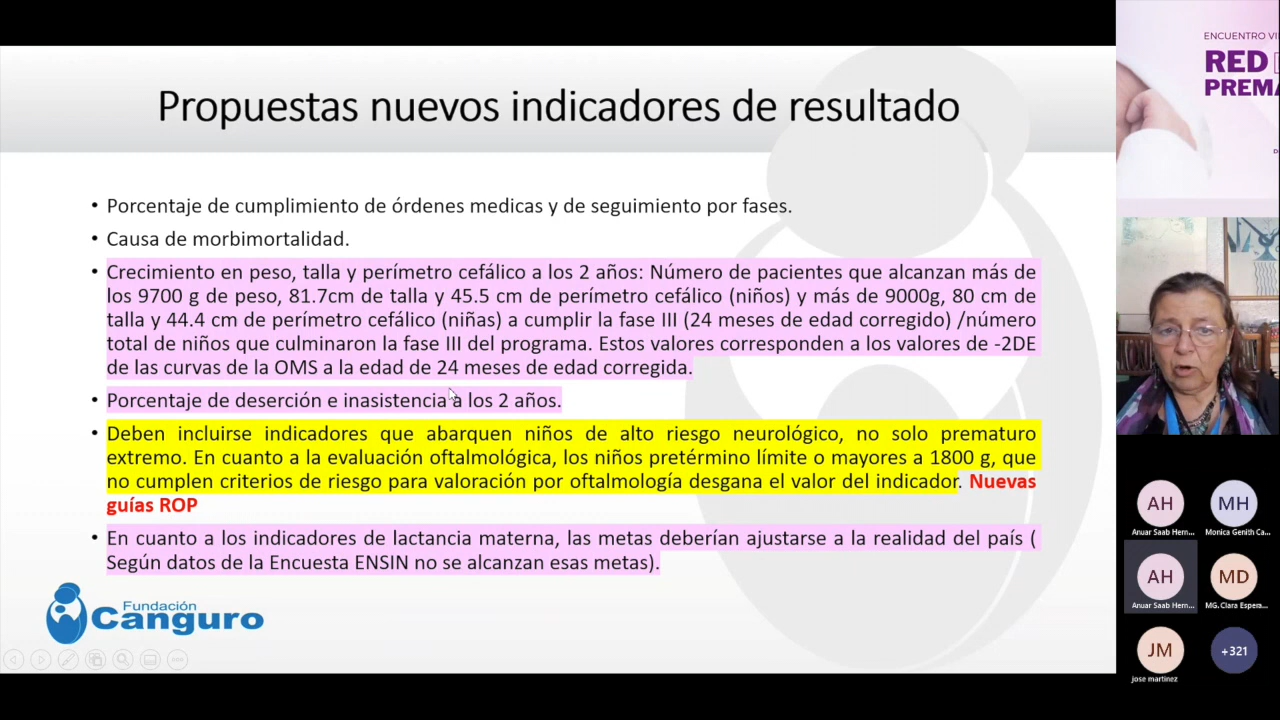 Propuestas nuevos indicadores de resultado
• Porcentaje de cumplimiento de órdenes medicas y de seguimiento por fases.
• Causa de morbimortalidad.
• Crecimiento en peso, talla y perímetro cefálico a los 2 años: Número de pacientes que alcanzan más de
los 9700 g de peso, 81.7cm de talla y 45.5 cm de perímetro cefálico (niños) y más de 9000g, 80 cm de
talla y 44.4 cm de perímetro cefálico (niñas) a cumplir la fase III (24 meses de edad corregido) /número
total de niños que culminaron la fase III del programa. Estos valores corresponden a los valores de -2DE
de las curvas de la OMS a la edad de 24 meses de edad corregida.
• Porcentaje de deserción e inasistencia a los 2 años.
• Deben incluirse indicadores que abarquen niños de alto riesgo neurológico, no solo prematuro
extremo. En cuanto a la evaluación oftalmológica, los niños pretérmino límite o mayores a 1800 g, que
no cumplen criterios de riesgo para valoración por oftalmología desgana el valor del indicador. Nuevas
guías ROP
• En cuanto a los indicadores de lactancia materna, las metas deberían ajustarse a la realidad del país (
Según datos de la Encuesta ENSIN no se alcanzan esas metas).
Fundación
Canguro
ENCUENTRO VI
RED
PREMA
AH
MH
Anuar Saab Hern...
Monica Genith Ca...
AH
MD
Anuar Saab Hern...
MG. Clara Espera...
JM
+321
jose martinez